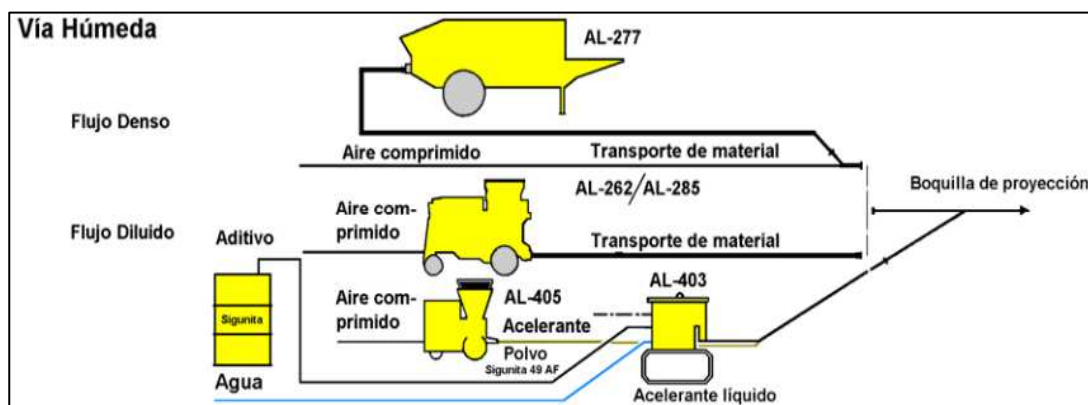 Vía Húmeda
AL-277
Flujo Denso
Aire comprimido
Transporte de material
AL-262/AL-285
Boquilla de proyección
Aire com-
primido
Flujo Diluido
Aditivo
Transporte de material
AL-403
Aire com-
primido
AL-405
Acelerante
Sigunita
Polvo
Sigunita 49 AF
Agua
Acelerante líquido